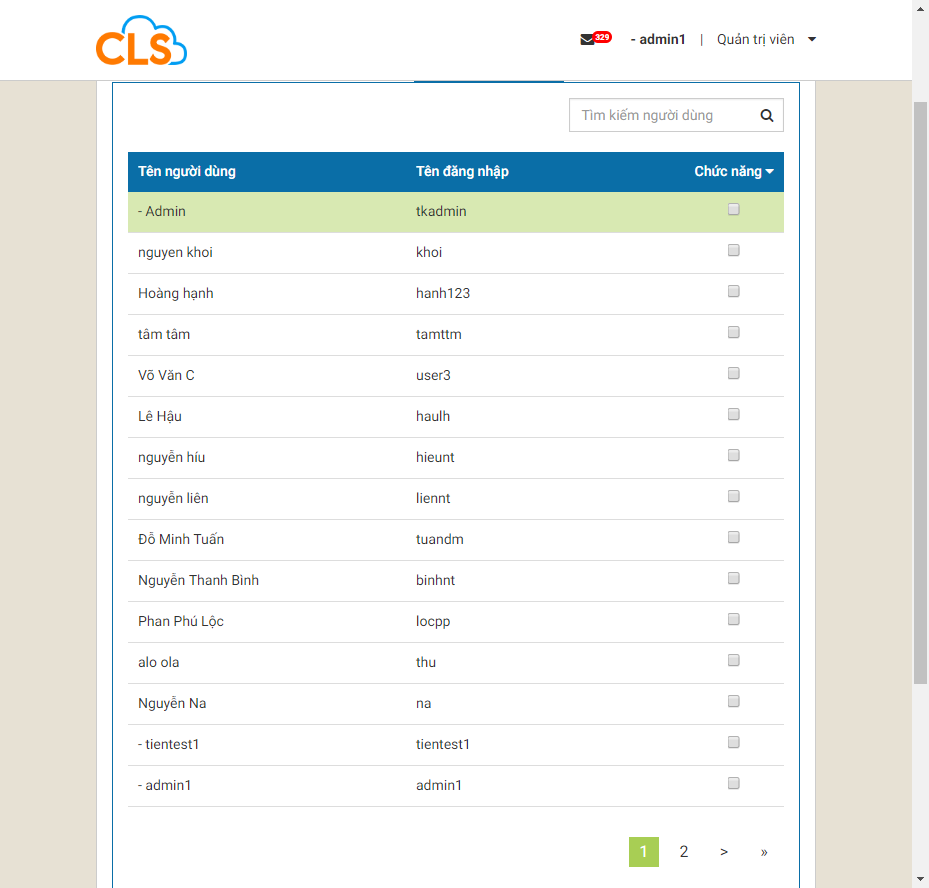 CLS
329 - admin1 | Quản trị viên
Tìm kiếm người dùng
Tên người dùng Tên đăng nhập Chức năng
- Admin tkadmin
nguyen khoi khoi
Hoàng hạnh hanh123
tâm tâm tamttm
Võ Văn C user3
Lê Hậu haulh
nguyễn híu hieunt
nguyễn liên liennt
Đỗ Minh Tuấn tuandm
Nguyễn Thanh Bình binhnt
Phan Phú Lộc locpp
alo ola thu
Nguyễn Na na
- tientest1 tientest1
- admin1 admin1
1 2 > »